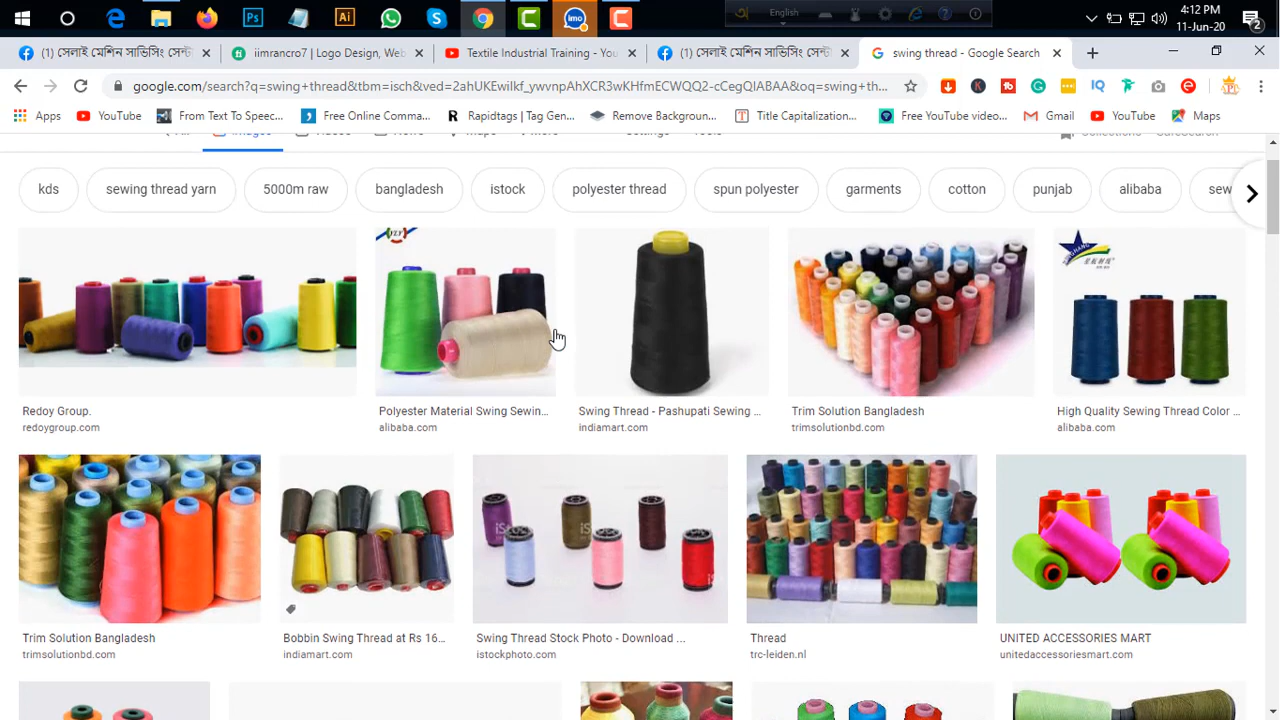 English
4:12 PM
11-Jun-20
2
(1) সেলাই মেশিন সার্ভিসিং সেন্ট
iimrancro7 | Logo Design, Web
Textile Industrial Training - You
(1) সেলাই মেশিন সার্ভিসিং সেন্ট
swing thread - Google Search
google.com/search?q=swing+thread&tbm=isch&ved=2ahUKEwilkf_ywvnpAhXCR3wKHfmECWQQ2-cCegQIABAA&oq=swing+th...
Apps
YouTube
From Text To Speec...
Free Online Comma...
Rapidtags | Tag Gen...
Remove Backgroun...
Title Capitalization...
Free YouTube video...
Gmail
YouTube
Maps
kds
sewing thread yarn
5000m raw
bangladesh
istock
polyester thread
spun polyester
garments
cotton
punjab
alibaba
sew
Redoy Group.
redoygroup.com
Polyester Material Swing Sewin...
alibaba.com
Swing Thread - Pashupati Sewing ...
indiamart.com
Trim Solution Bangladesh
trimsolutionbd.com
High Quality Sewing Thread Color ...
alibaba.com
Trim Solution Bangladesh
trimsolutionbd.com
Bobbin Swing Thread at Rs 16...
indiamart.com
Swing Thread Stock Photo - Download ...
istockphoto.com
Thread
trc-leiden.nl
UNITED ACCESSORIES MART
unitedaccessoriesmart.com